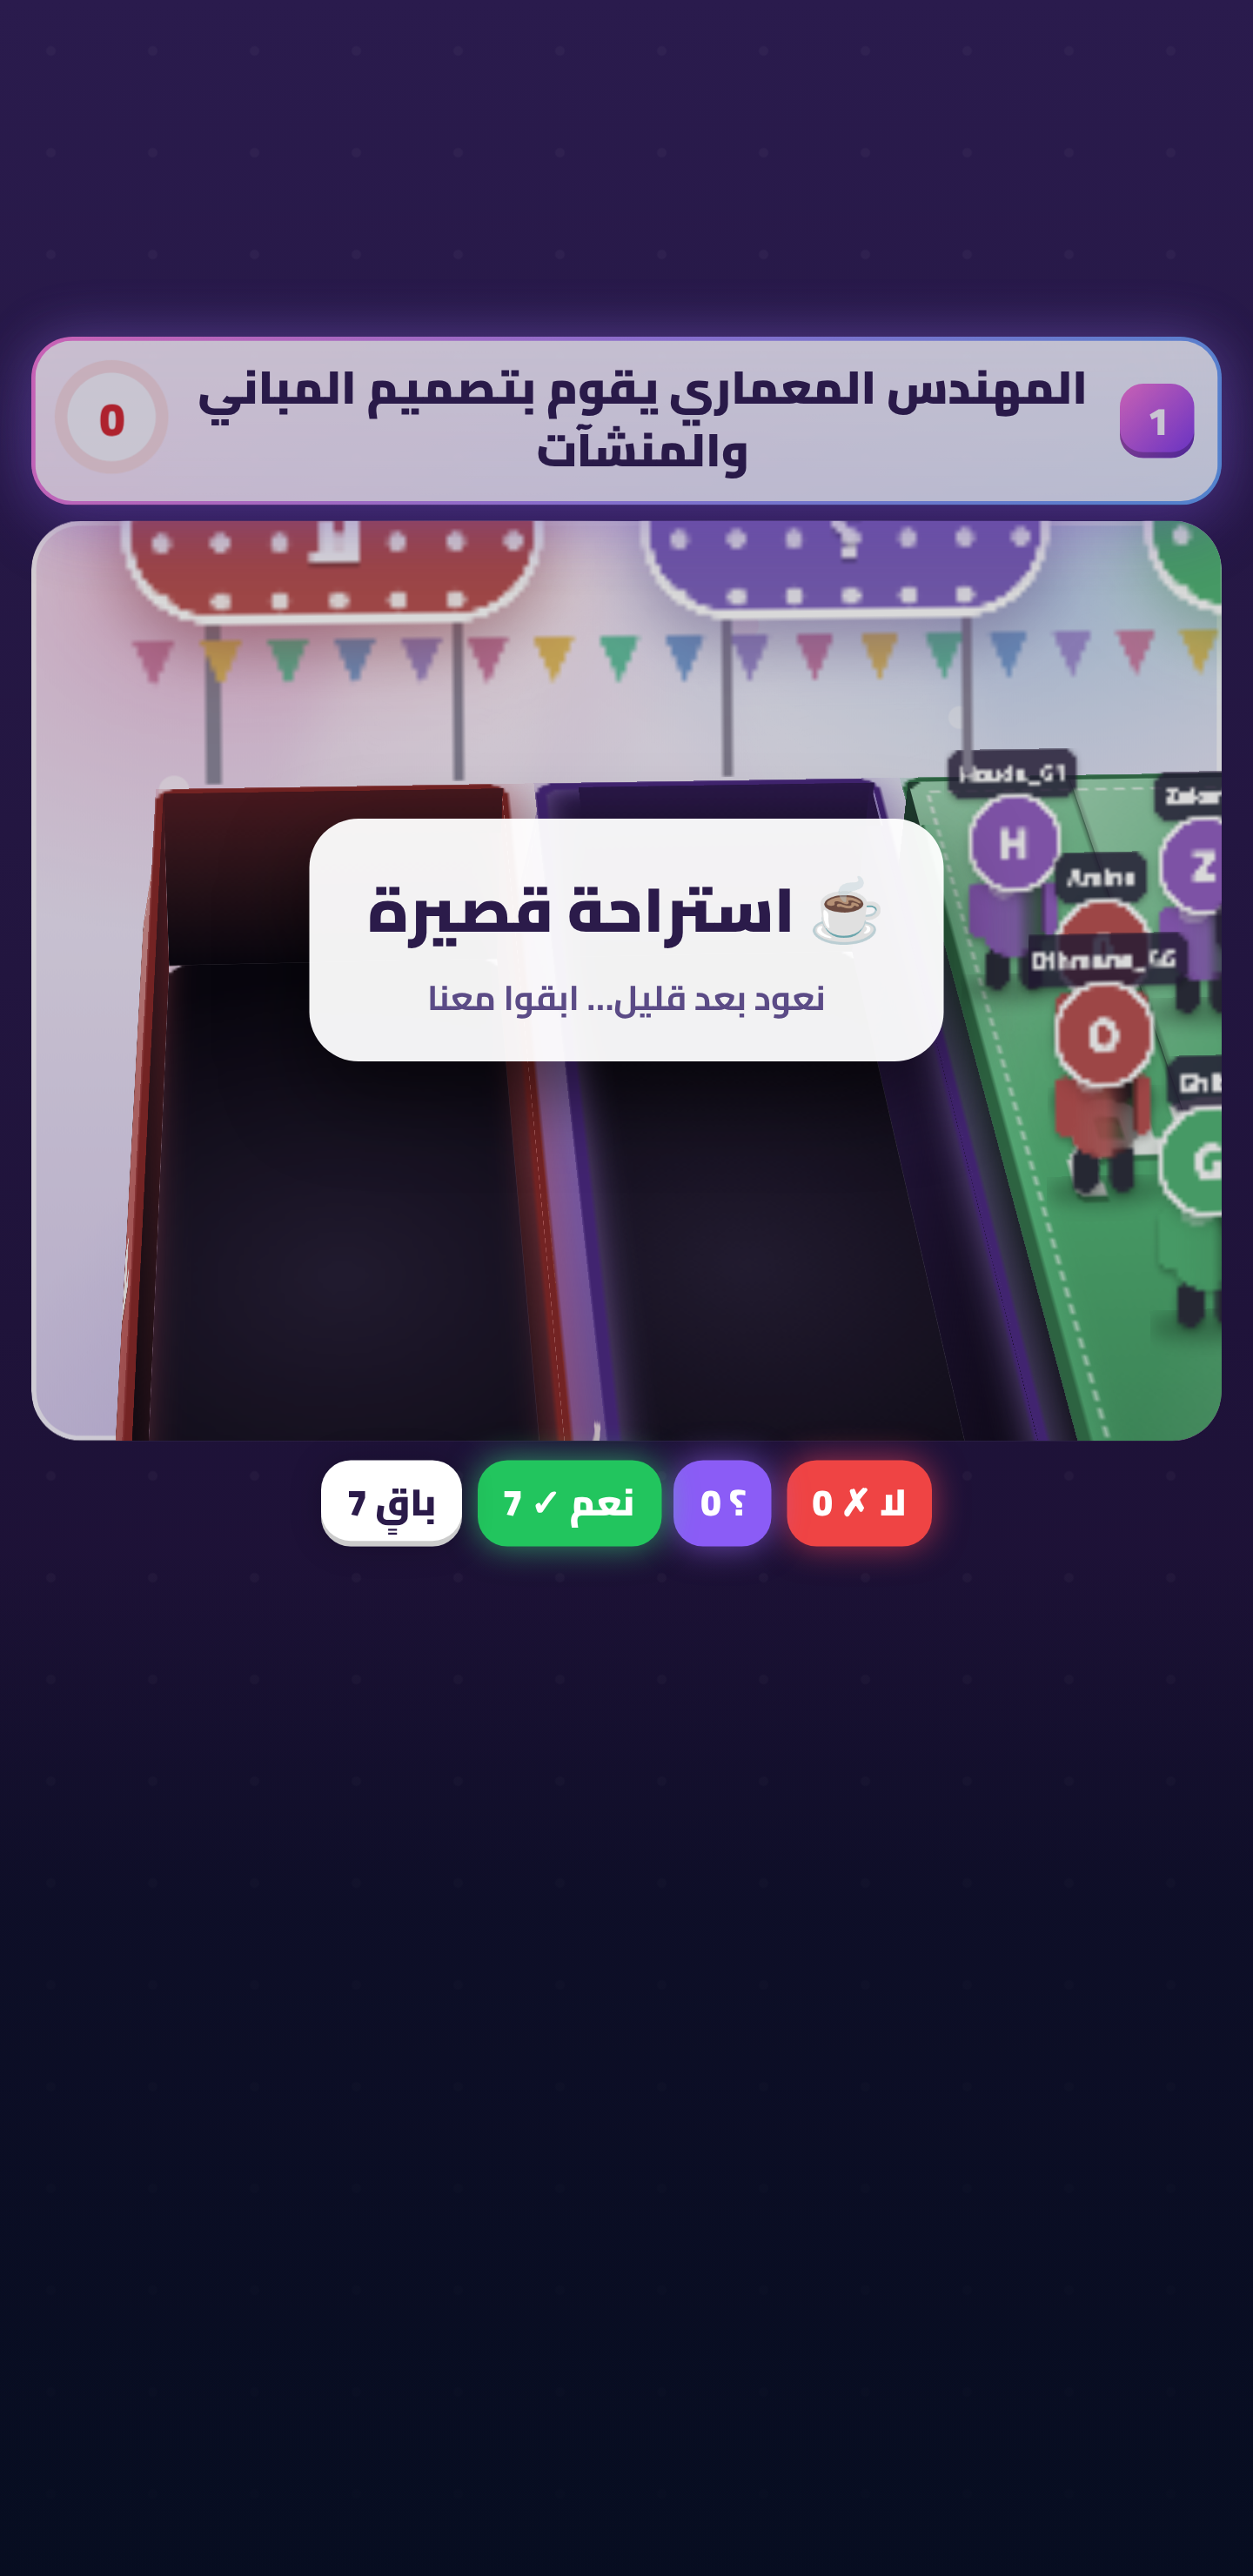 1
المهندس المعماري يقوم بتصميم المباني
والمنشآت
0
?
H
Z
Amine
O
G
☕ استراحة قصيرة
نعود بعد قليل... ابقوا معنا
لا ✗ 0
؟ 0
نعم ✓ 7
باقٍ 7